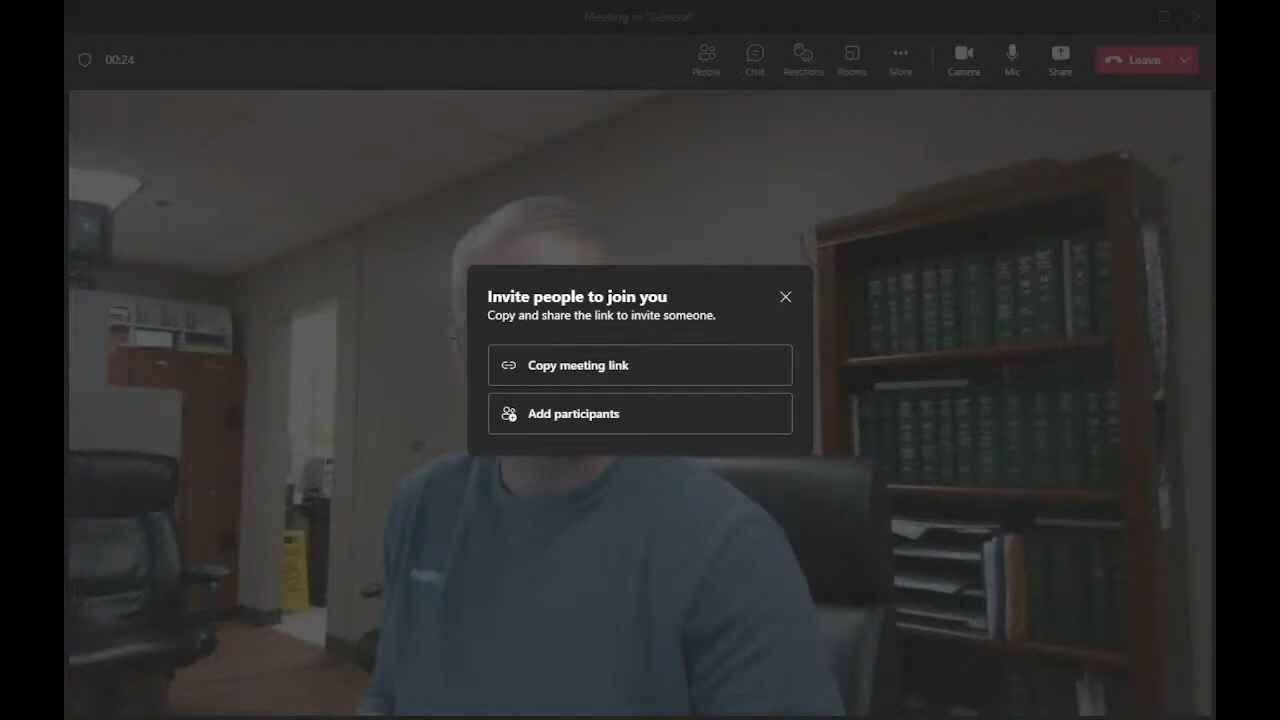 Meeting in "General"
00:24
People
Chat
Reactions
Rooms
More
Camera
Mic
Share
Leave
Invite people to join you
Copy and share the link to invite someone.
Copy meeting link
Add participants